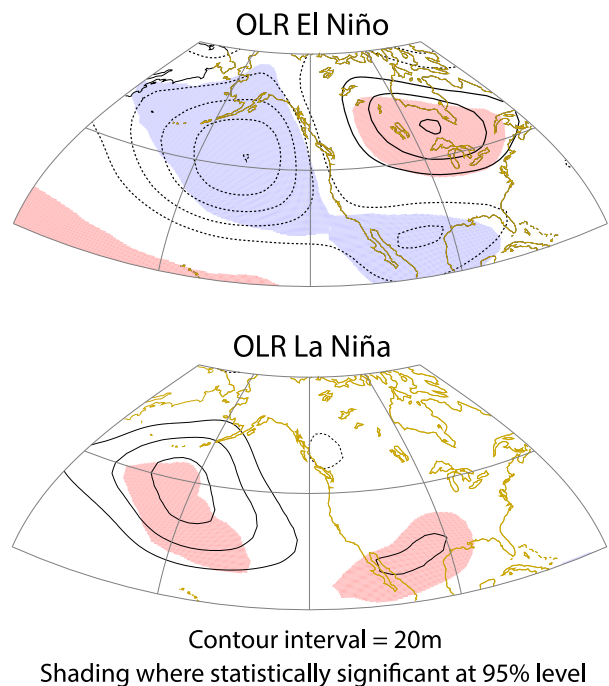 OLR El Niño
OLR La Niña
Contour interval = 20m
Shading where statistically significant at 95% level